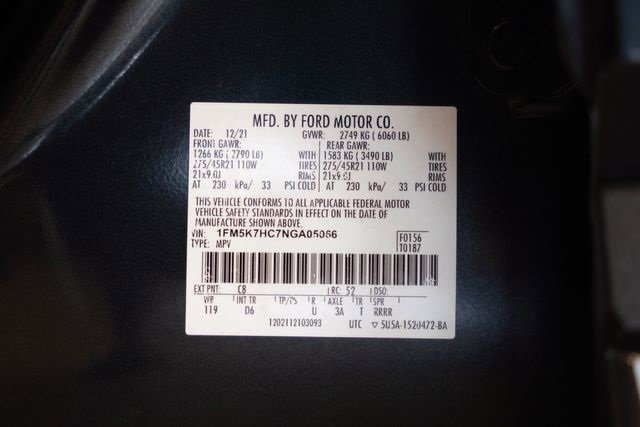 MFD. BY FORD MOTOR CO.
DATE: 12/21 GVWR: 2749 KG ( 6060 LB)
FRONT GAWR: REAR GAWR:
1266 KG ( 2790 LB) WITH 1583 KG ( 3490 LB) WITH
275/45R21 110W TIRES 275/45R21 110W TIRES
21x9.0J RIMS 21x9.0J RIMS
AT 230 kPa/ 33 PSI COLD AT 230 kPa/ 33 PSI COLD
THIS VEHICLE CONFORMS TO ALL APPLICABLE FEDERAL MOTOR
VEHICLE SAFETY STANDARDS IN EFFECT ON THE DATE OF
MANUFACTURE SHOWN ABOVE.
VIN: 1FM5K7HC7NGA05066 F0156
TYPE: MPV T0187
EXT PNT: C8 RC: 52 DSO:
WB INT TR TP/PS R AXLE TR SPR
119 D6 U 3A T RRRR
1202112103093 UTC ▽ 5U5A-1520472-BA